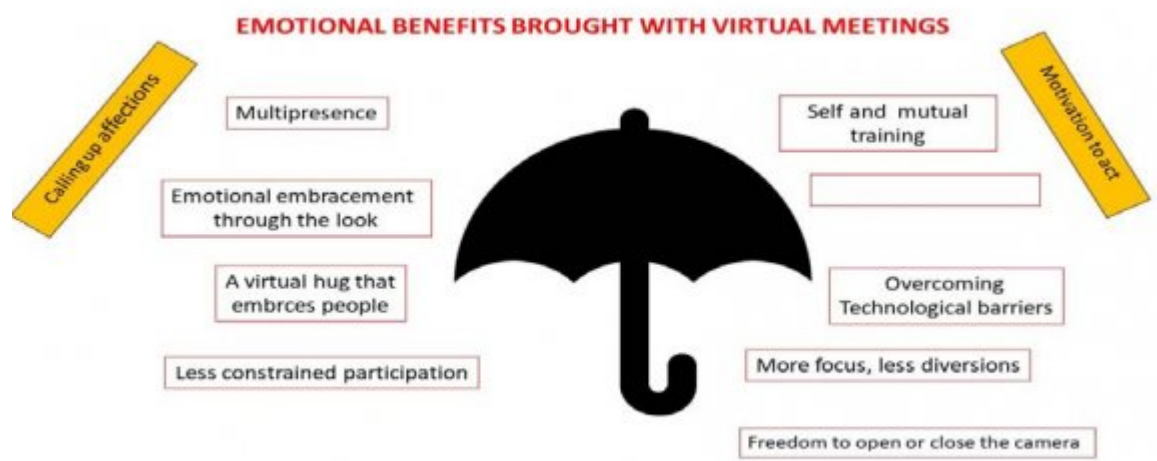 EMOTIONAL BENEFITS BROUGHT WITH VIRTUAL MEETINGS
Calling up affections
Multipresence
Emotional embracement
through the look
A virtual hug that
embrces people
Less constrained participation
Motivation to act
Self and mutual
training
Overcoming
Technological barriers
More focus, less diversions
Freedom to open or close the camera